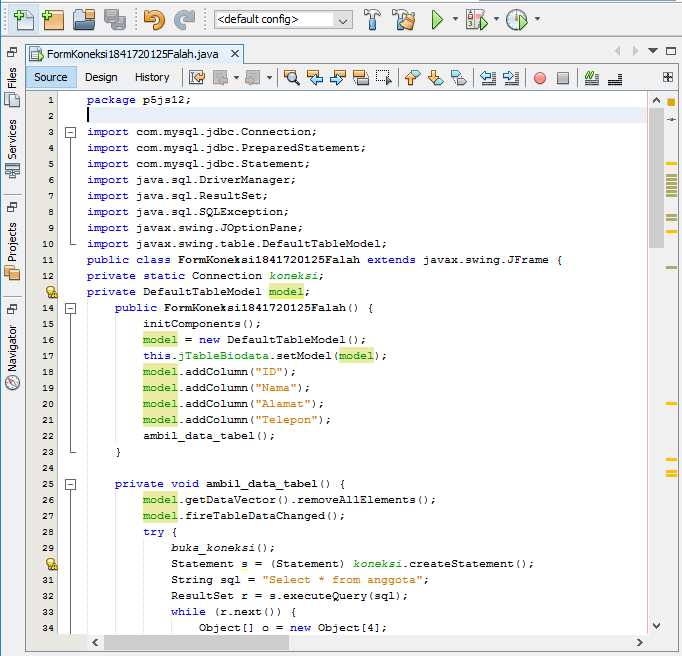 <default config>
FormKoneksi1841720125Falah.java
Source Design History
Files
Services
Projects
Navigator
1 package p5js12;
2
3 import com.mysql.jdbc.Connection;
4 import com.mysql.jdbc.PreparedStatement;
5 import com.mysql.jdbc.Statement;
6 import java.sql.DriverManager;
7 import java.sql.ResultSet;
8 import java.sql.SQLException;
9 import javax.swing.JOptionPane;
10 import javax.swing.table.DefaultTableModel;
11 public class FormKoneksi1841720125Falah extends javax.swing.JFrame {
12 private static Connection koneksi;
private DefaultTableModel model;
14 public FormKoneksi1841720125Falah() {
15 initComponents();
16 model = new DefaultTableModel();
17 this.jTableBiodata.setModel(model);
18 model.addColumn("ID");
19 model.addColumn("Nama");
20 model.addColumn("Alamat");
21 model.addColumn("Telepon");
22 ambil_data_tabel();
23 }
24
25 private void ambil_data_tabel() {
26 model.getDataVector().removeAllElements();
27 model.fireTableDataChanged();
28 try {
29 buka_koneksi();
Statement s = (Statement) koneksi.createStatement();
31 String sql = "Select * from anggota";
32 ResultSet r = s.executeQuery(sql);
33 while (r.next()) {
34 Object[] o = new Object[4];